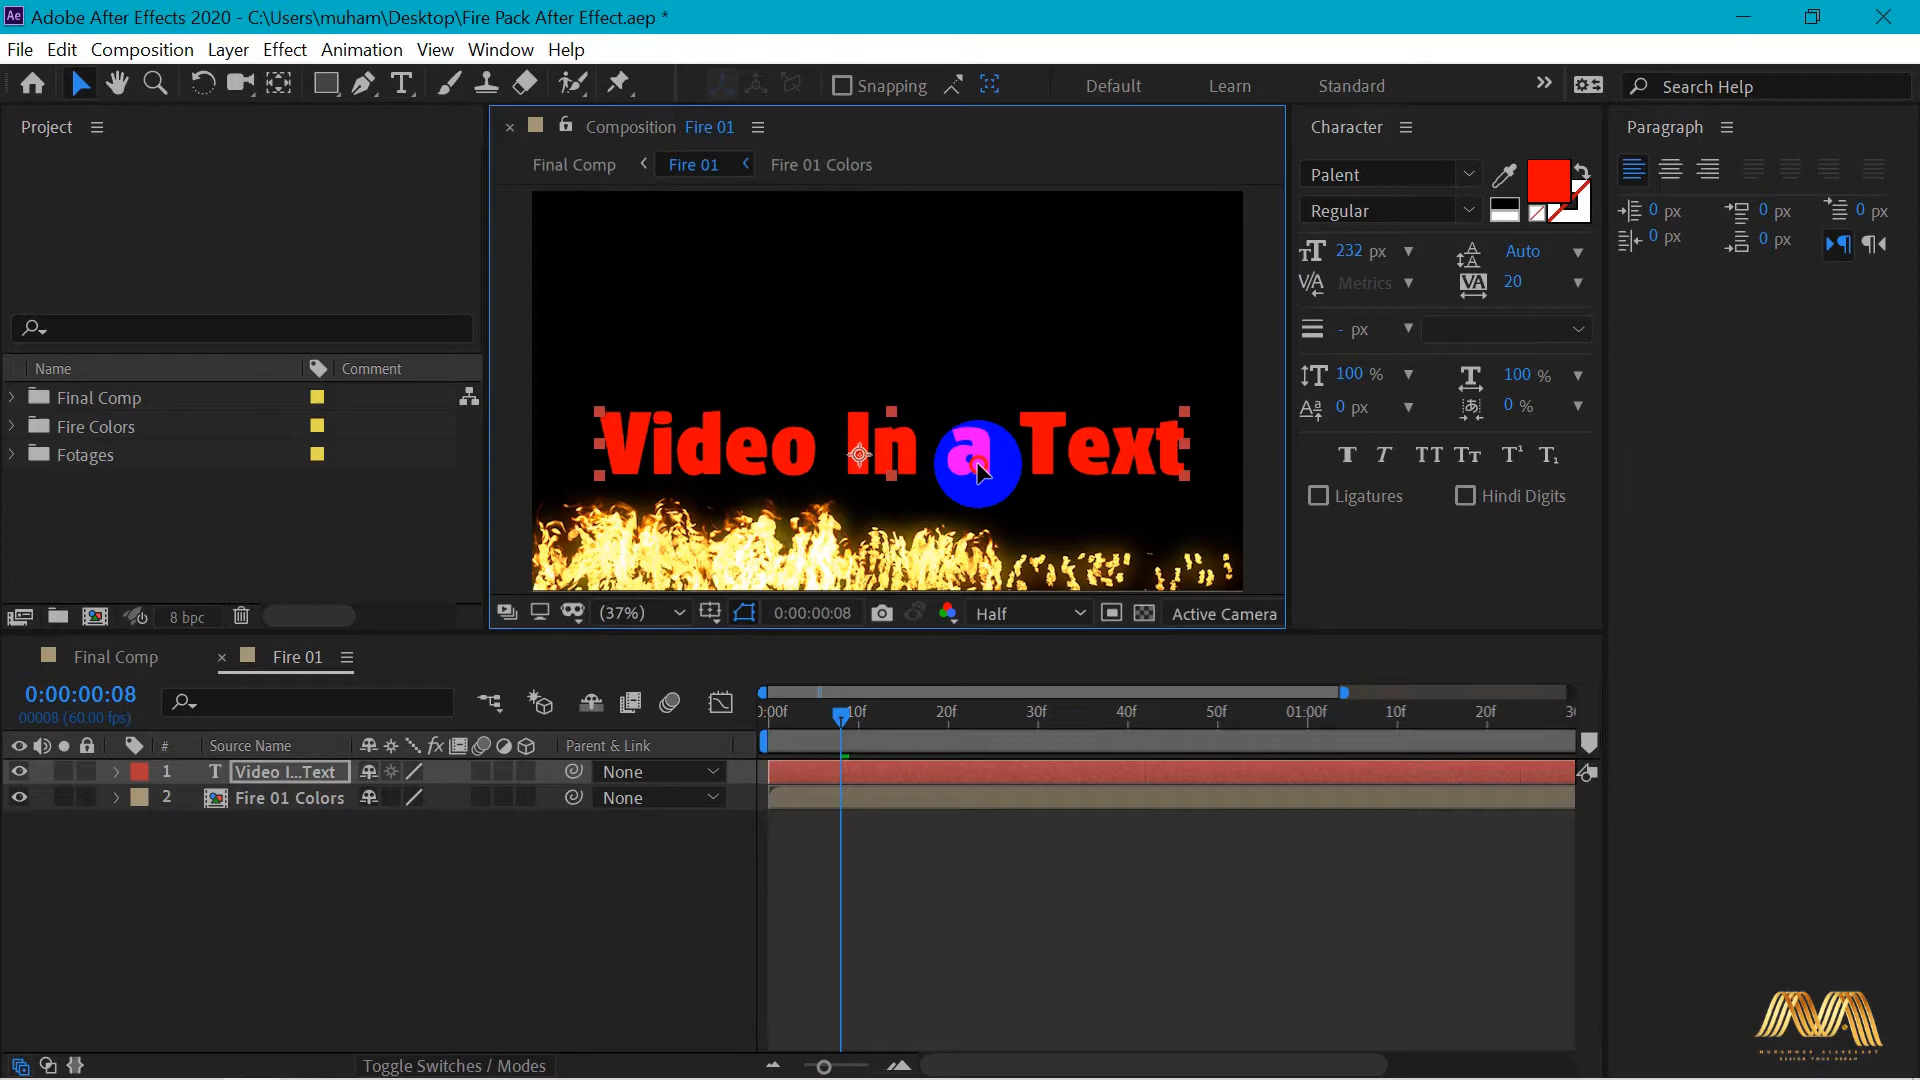 Ae Adobe After Effects 2020 - C:\Users\muham\Desktop\Fire Pack After Effect.aep *
File Edit Composition Layer Effect Animation View Window Help
Snapping Default Learn Standard Search Help
Project
Composition Fire 01
Character
Paragraph
Final Comp Fire 01 Fire 01 Colors
Palent
Regular
0 px 0 px 0 px
0 px 0 px
232 px Auto
Metrics 20
- px
Name Comment
Final Comp
Fire Colors
Fotages
100 % 100 %
0 px 0 %
Ligatures Hindi Digits
Video In a Text
8 bpc
(37%) 0:00:00:08 Half Active Camera
Final Comp Fire 01
0:00:00:08
00008 (60.00 fps)
0:00f 10f 20f 30f 40f 50f 01:00f 10f 20f
# Source Name Parent & Link
1 T Video I...Text None
2 Fire 01 Colors None
Toggle Switches / Modes